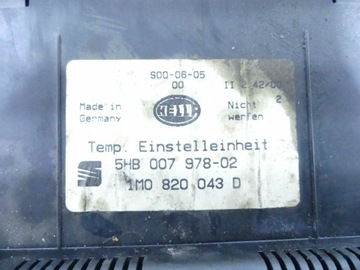 S00-06-05
00
II 2.42/00
2
Made in
Germany
HELLA
Nicht
werfen
Temp. Einstelleinheit
5HB 007 978-02
1M0 820 043 D